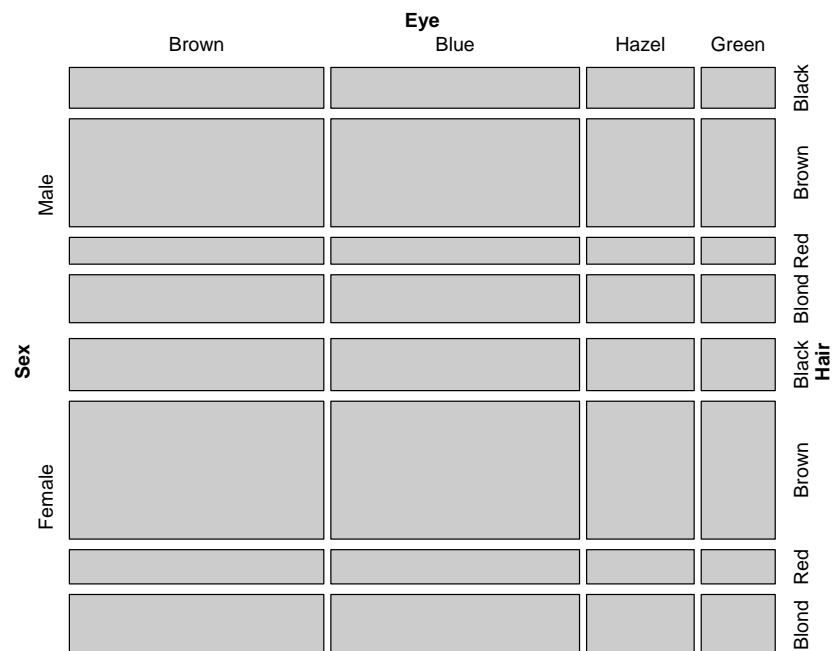 Eye
Brown Blue Hazel Green
Sex
Male
Female
Black
Brown
Red
Blond
Black
Brown
Red
Blond
Hair